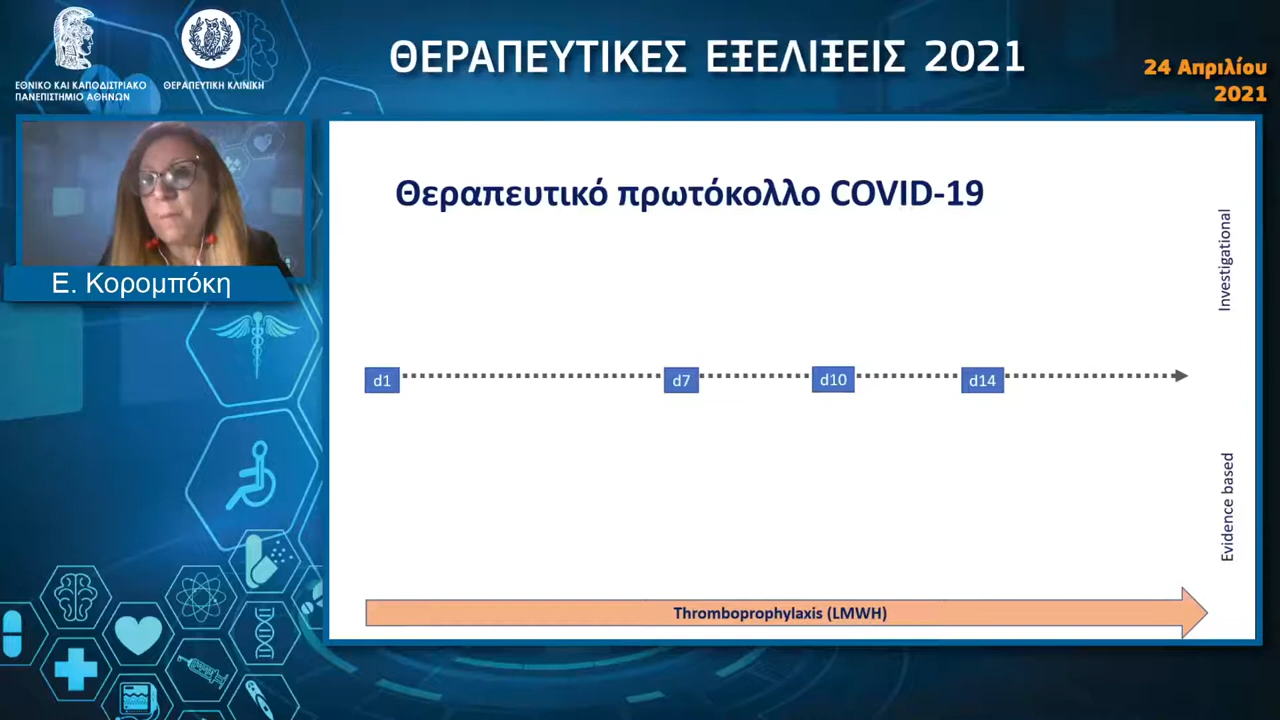 ΕΘΝΙΚΟ ΚΑΙ ΚΑΠΟΔΙΣΤΡΙΑΚΟ
ΠΑΝΕΠΙΣΤΗΜΙΟ ΑΘΗΝΩΝ
ΘΕΡΑΠΕΥΤΙΚΗ ΚΛΙΝΙΚΗ
ΘΕΡΑΠΕΥΤΙΚΕΣ ΕΞΕΛΙΞΕΙΣ 2021
24 Απριλίου
2021
Ε. Κορομπόκη
Θεραπευτικό πρωτόκολλο COVID-19
Investigational
d1
d7
d10
d14
Evidence based
Thromboprophylaxis (LMWH)